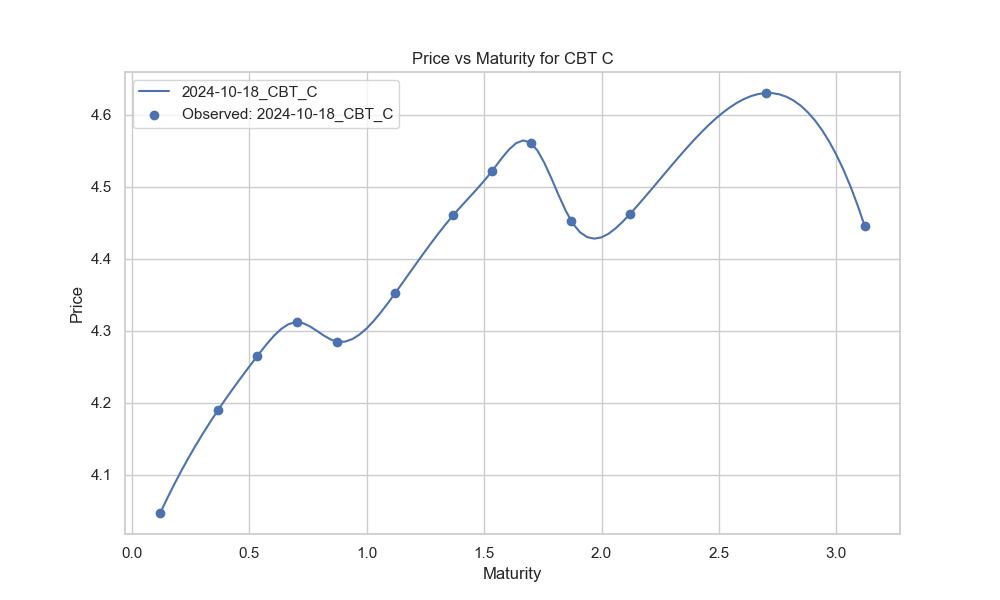 Price vs Maturity for CBT C
2024-10-18_CBT_C
Observed: 2024-10-18_CBT_C
Price
4.6
4.5
4.4
4.3
4.2
4.1
0.0 0.5 1.0 1.5 2.0 2.5 3.0
Maturity